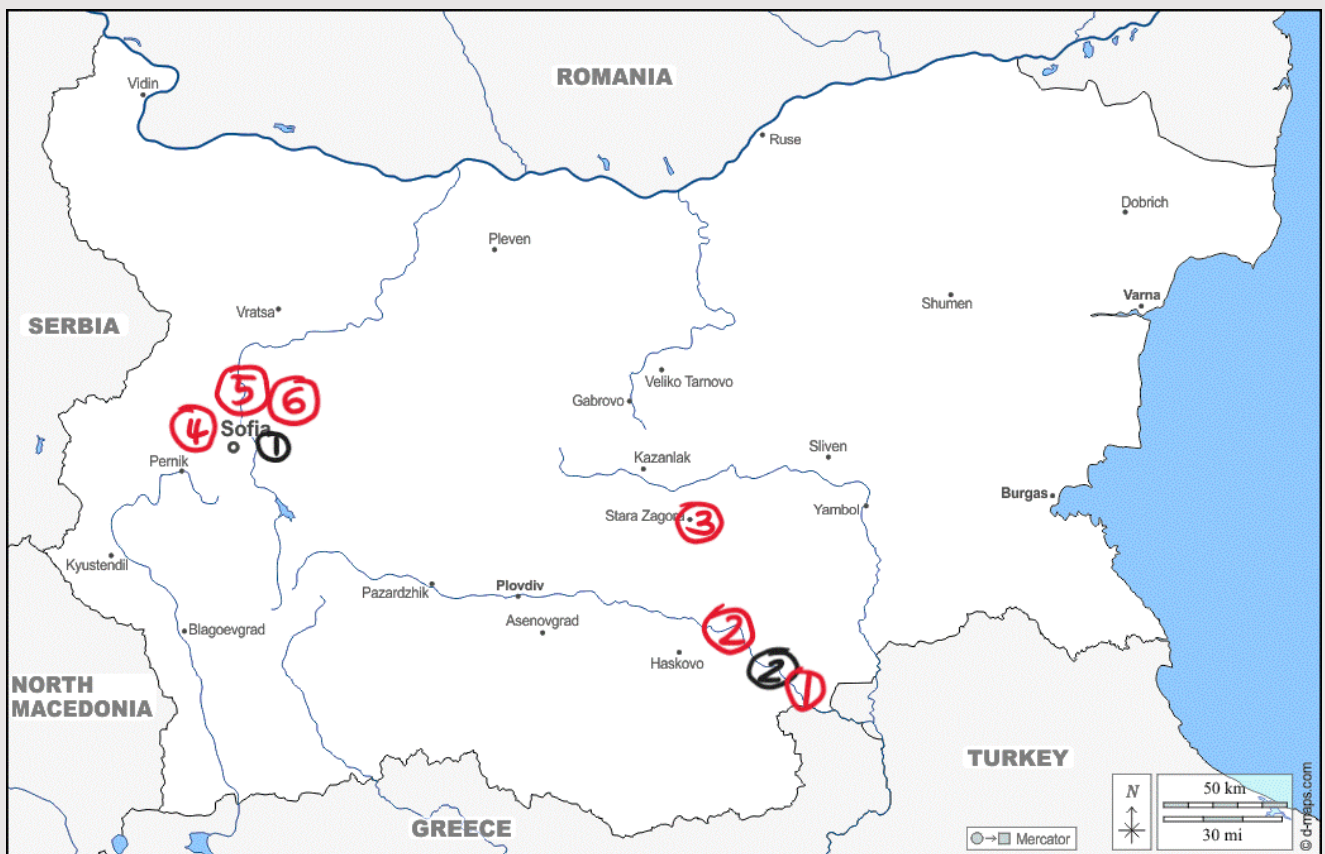 ROMANIA
Vidin
Ruse
Dobrich
Pleven
Varna
Shumen
Vratsa
SERBIA
Veliko Tarnovo
Gabrovo
5
6
4
Sofia
1
Pernik
Kazanlak
Sliven
Burgas
Stara Zagora
3
Yambol
Kyustendil
Pazardzhik
Plovdiv
Asenovgrad
Blagoevgrad
2
Haskovo
2
1
NORTH
MACEDONIA
TURKEY
GREECE
N
50 km
30 mi
Mercator
© d-maps.com